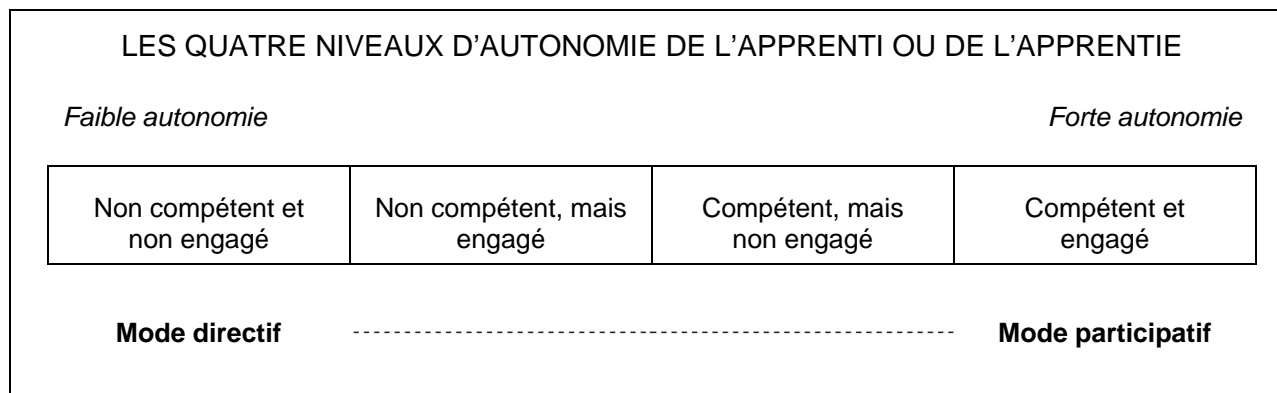 LES QUATRE NIVEAUX D'AUTONOMIE DE L'APPRENTI OU DE L'APPRENTIE
Faible autonomie
Forte autonomie
Non compétent et
non engagé
Non compétent, mais
engagé
Compétent, mais
non engagé
Compétent et
engagé
Mode directif
Mode participatif